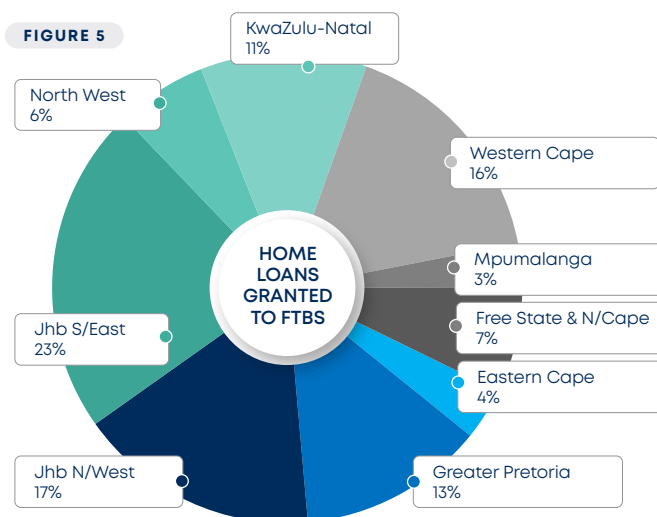 FIGURE 5
KwaZulu-Natal
11%
North West
6%
Western Cape
16%
HOME
LOANS
GRANTED
TO FTBS
Mpumalanga
3%
Free State & N/Cape
7%
Jhb S/East
23%
Eastern Cape
4%
Jhb N/West
17%
Greater Pretoria
13%